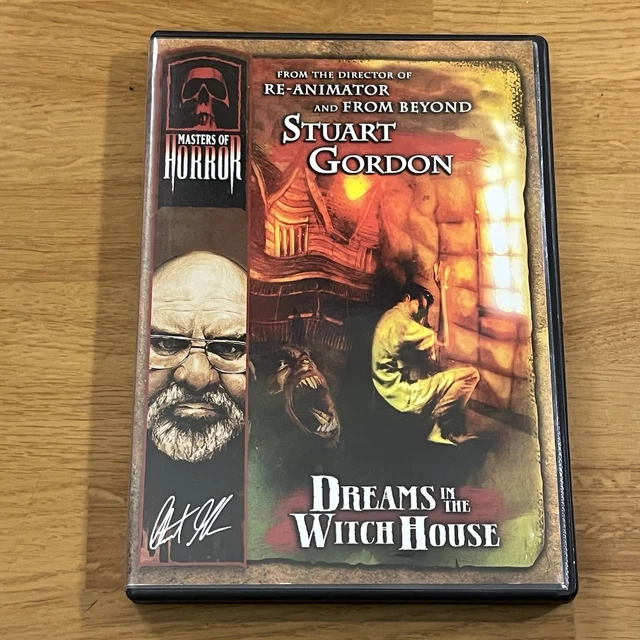 MASTERS OF
HORROR
FROM THE DIRECTOR OF
RE-ANIMATOR
AND FROM BEYOND
STUART
GORDON
DREAMS IN THE
WITCH HOUSE